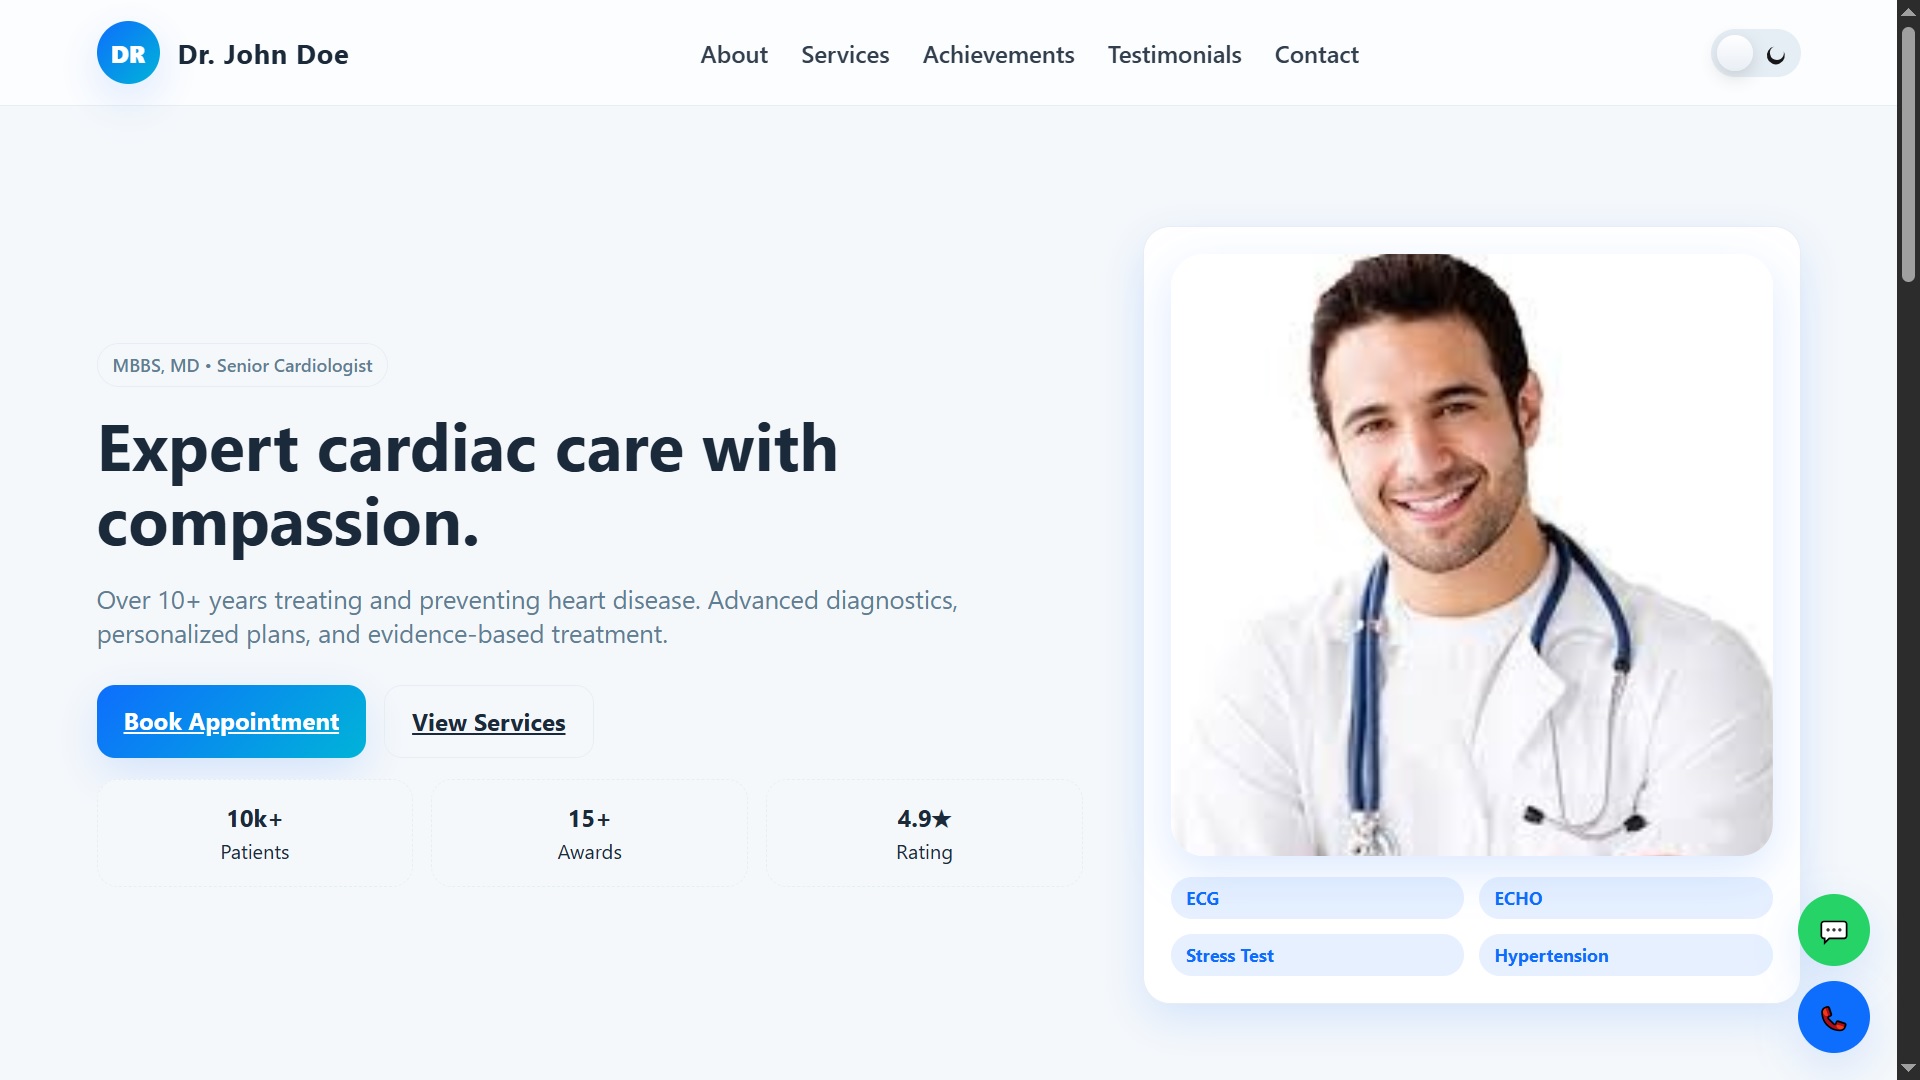 DR
Dr. John Doe
About
Services
Achievements
Testimonials
Contact
MBBS, MD • Senior Cardiologist
Expert cardiac care with
compassion.
Over 10+ years treating and preventing heart disease. Advanced diagnostics,
personalized plans, and evidence-based treatment.
Book Appointment
View Services
10k+
Patients
15+
Awards
4.9★
Rating
ECG
ECHO
Stress Test
Hypertension